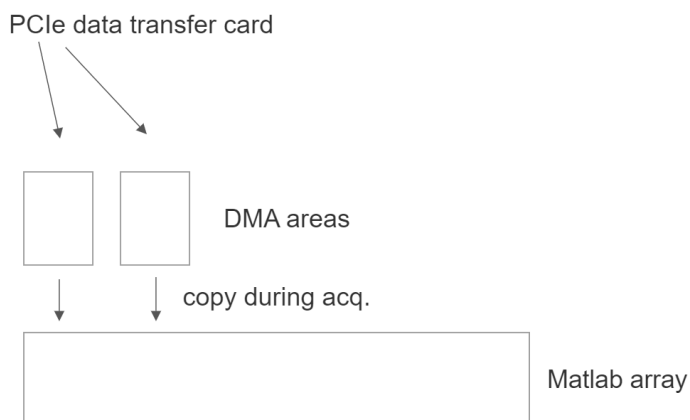 PCIe data transfer card
DMA areas
copy during acq.
Matlab array